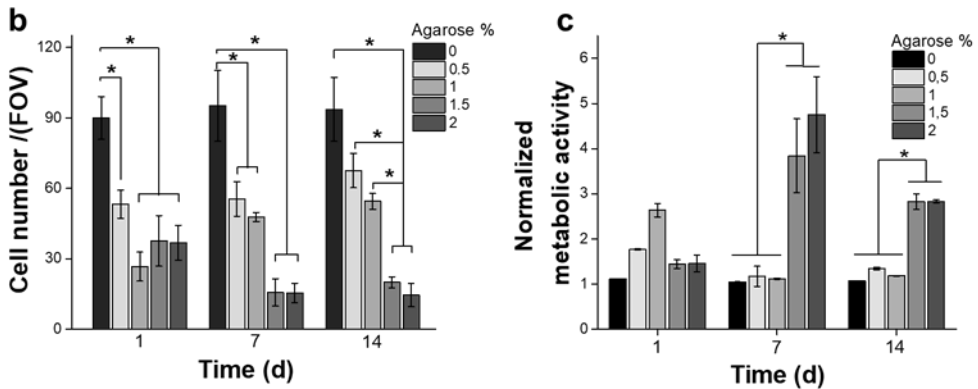 b
Cell number /(FOV)
120
90
60
30
0
* * * * * * *
Agarose %
0
0.5
1
1.5
2
1 7 14
Time (d)
c
Normalized
metabolic activity
6
5
4
3
2
1
0
* *
Agarose %
0
0,5
1
1,5
2
1 7 14
Time (d)